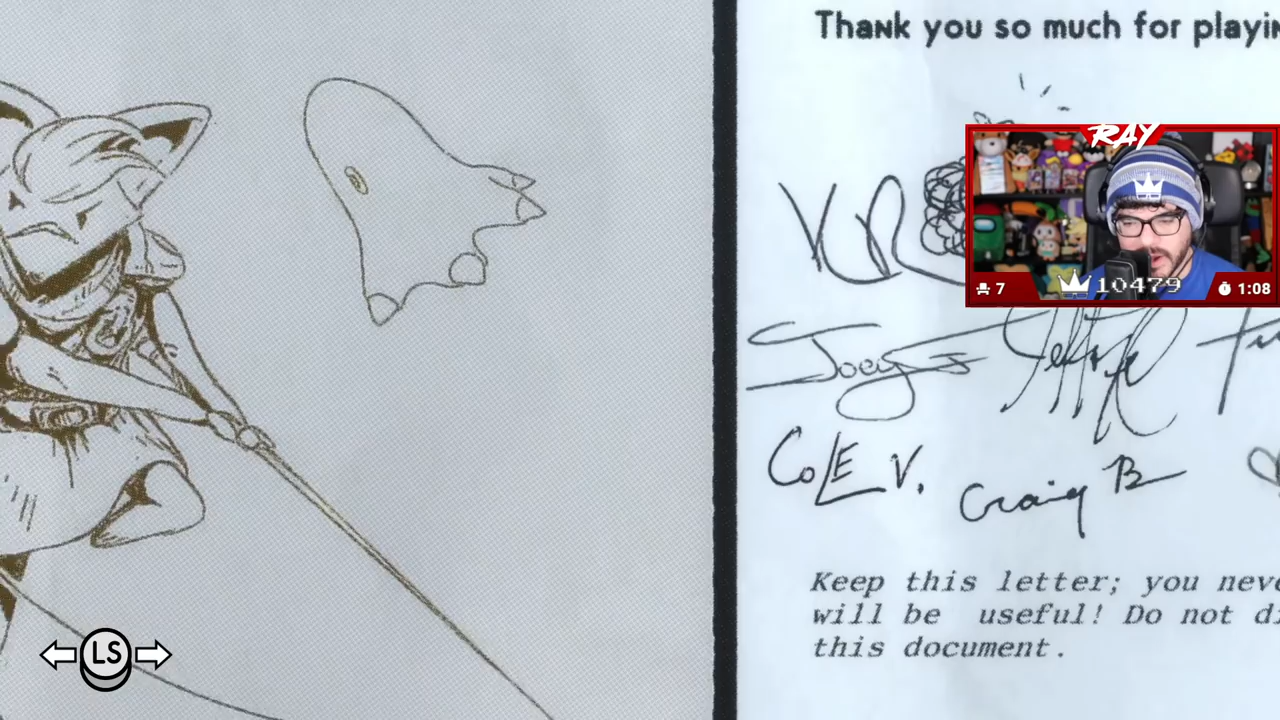 Thank you so much for playin
RAY
7
10479
1:08
Joey
COLE V.
Craig B
Keep this letter; you neve
will be useful! Do not di
this document.
LS